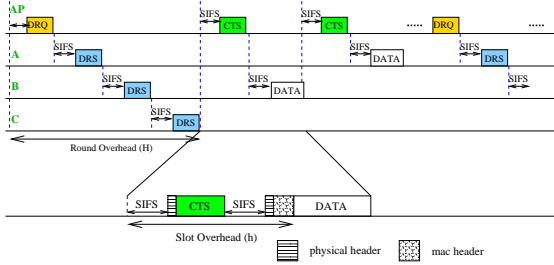 AP SIFS SIFS
DRQ CTS CTS ..... DRQ .....
A SIFS SIFS SIFS
DRS DATA DRS
B SIFS SIFS SIFS
DRS DATA
C SIFS
DRS
Round Overhead (H)
SIFS CTS SIFS DATA
Slot Overhead (h)
physical header mac header